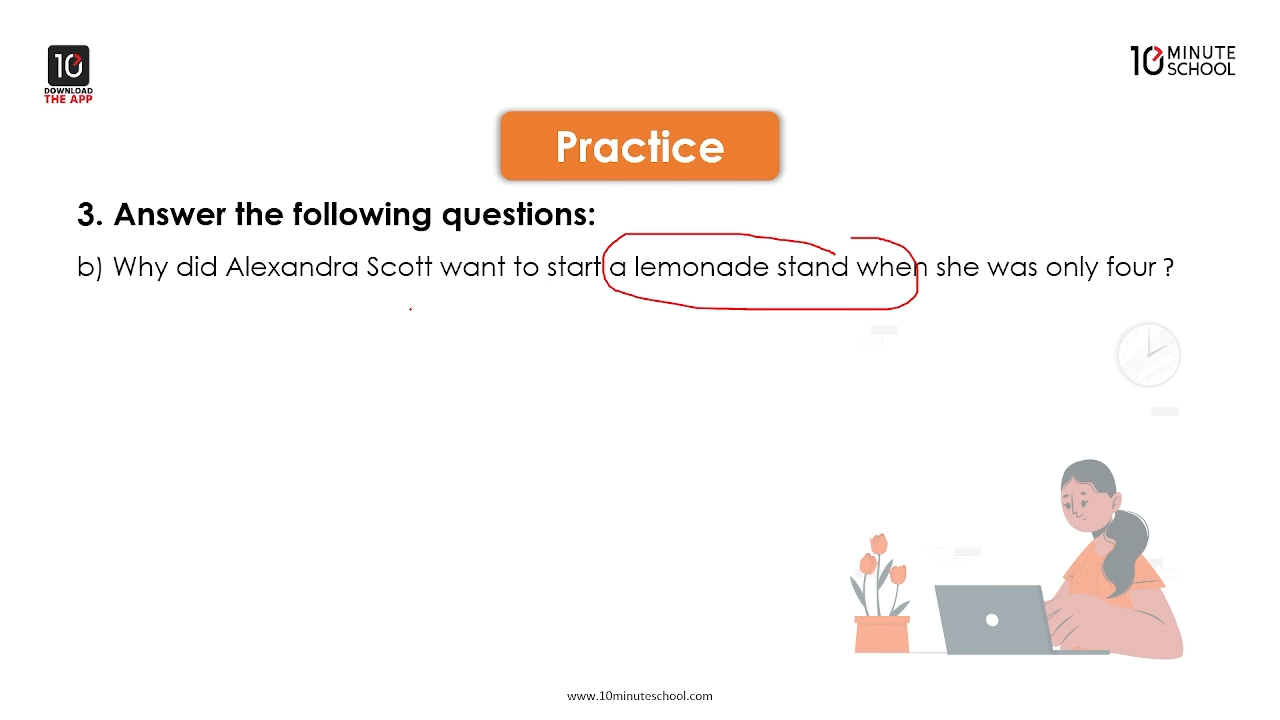 10
DOWNLOAD
THE APP
10 MINUTE
SCHOOL
Practice
3. Answer the following questions:
b) Why did Alexandra Scott want to start a lemonade stand when she was only four ?
www.10minuteschool.com